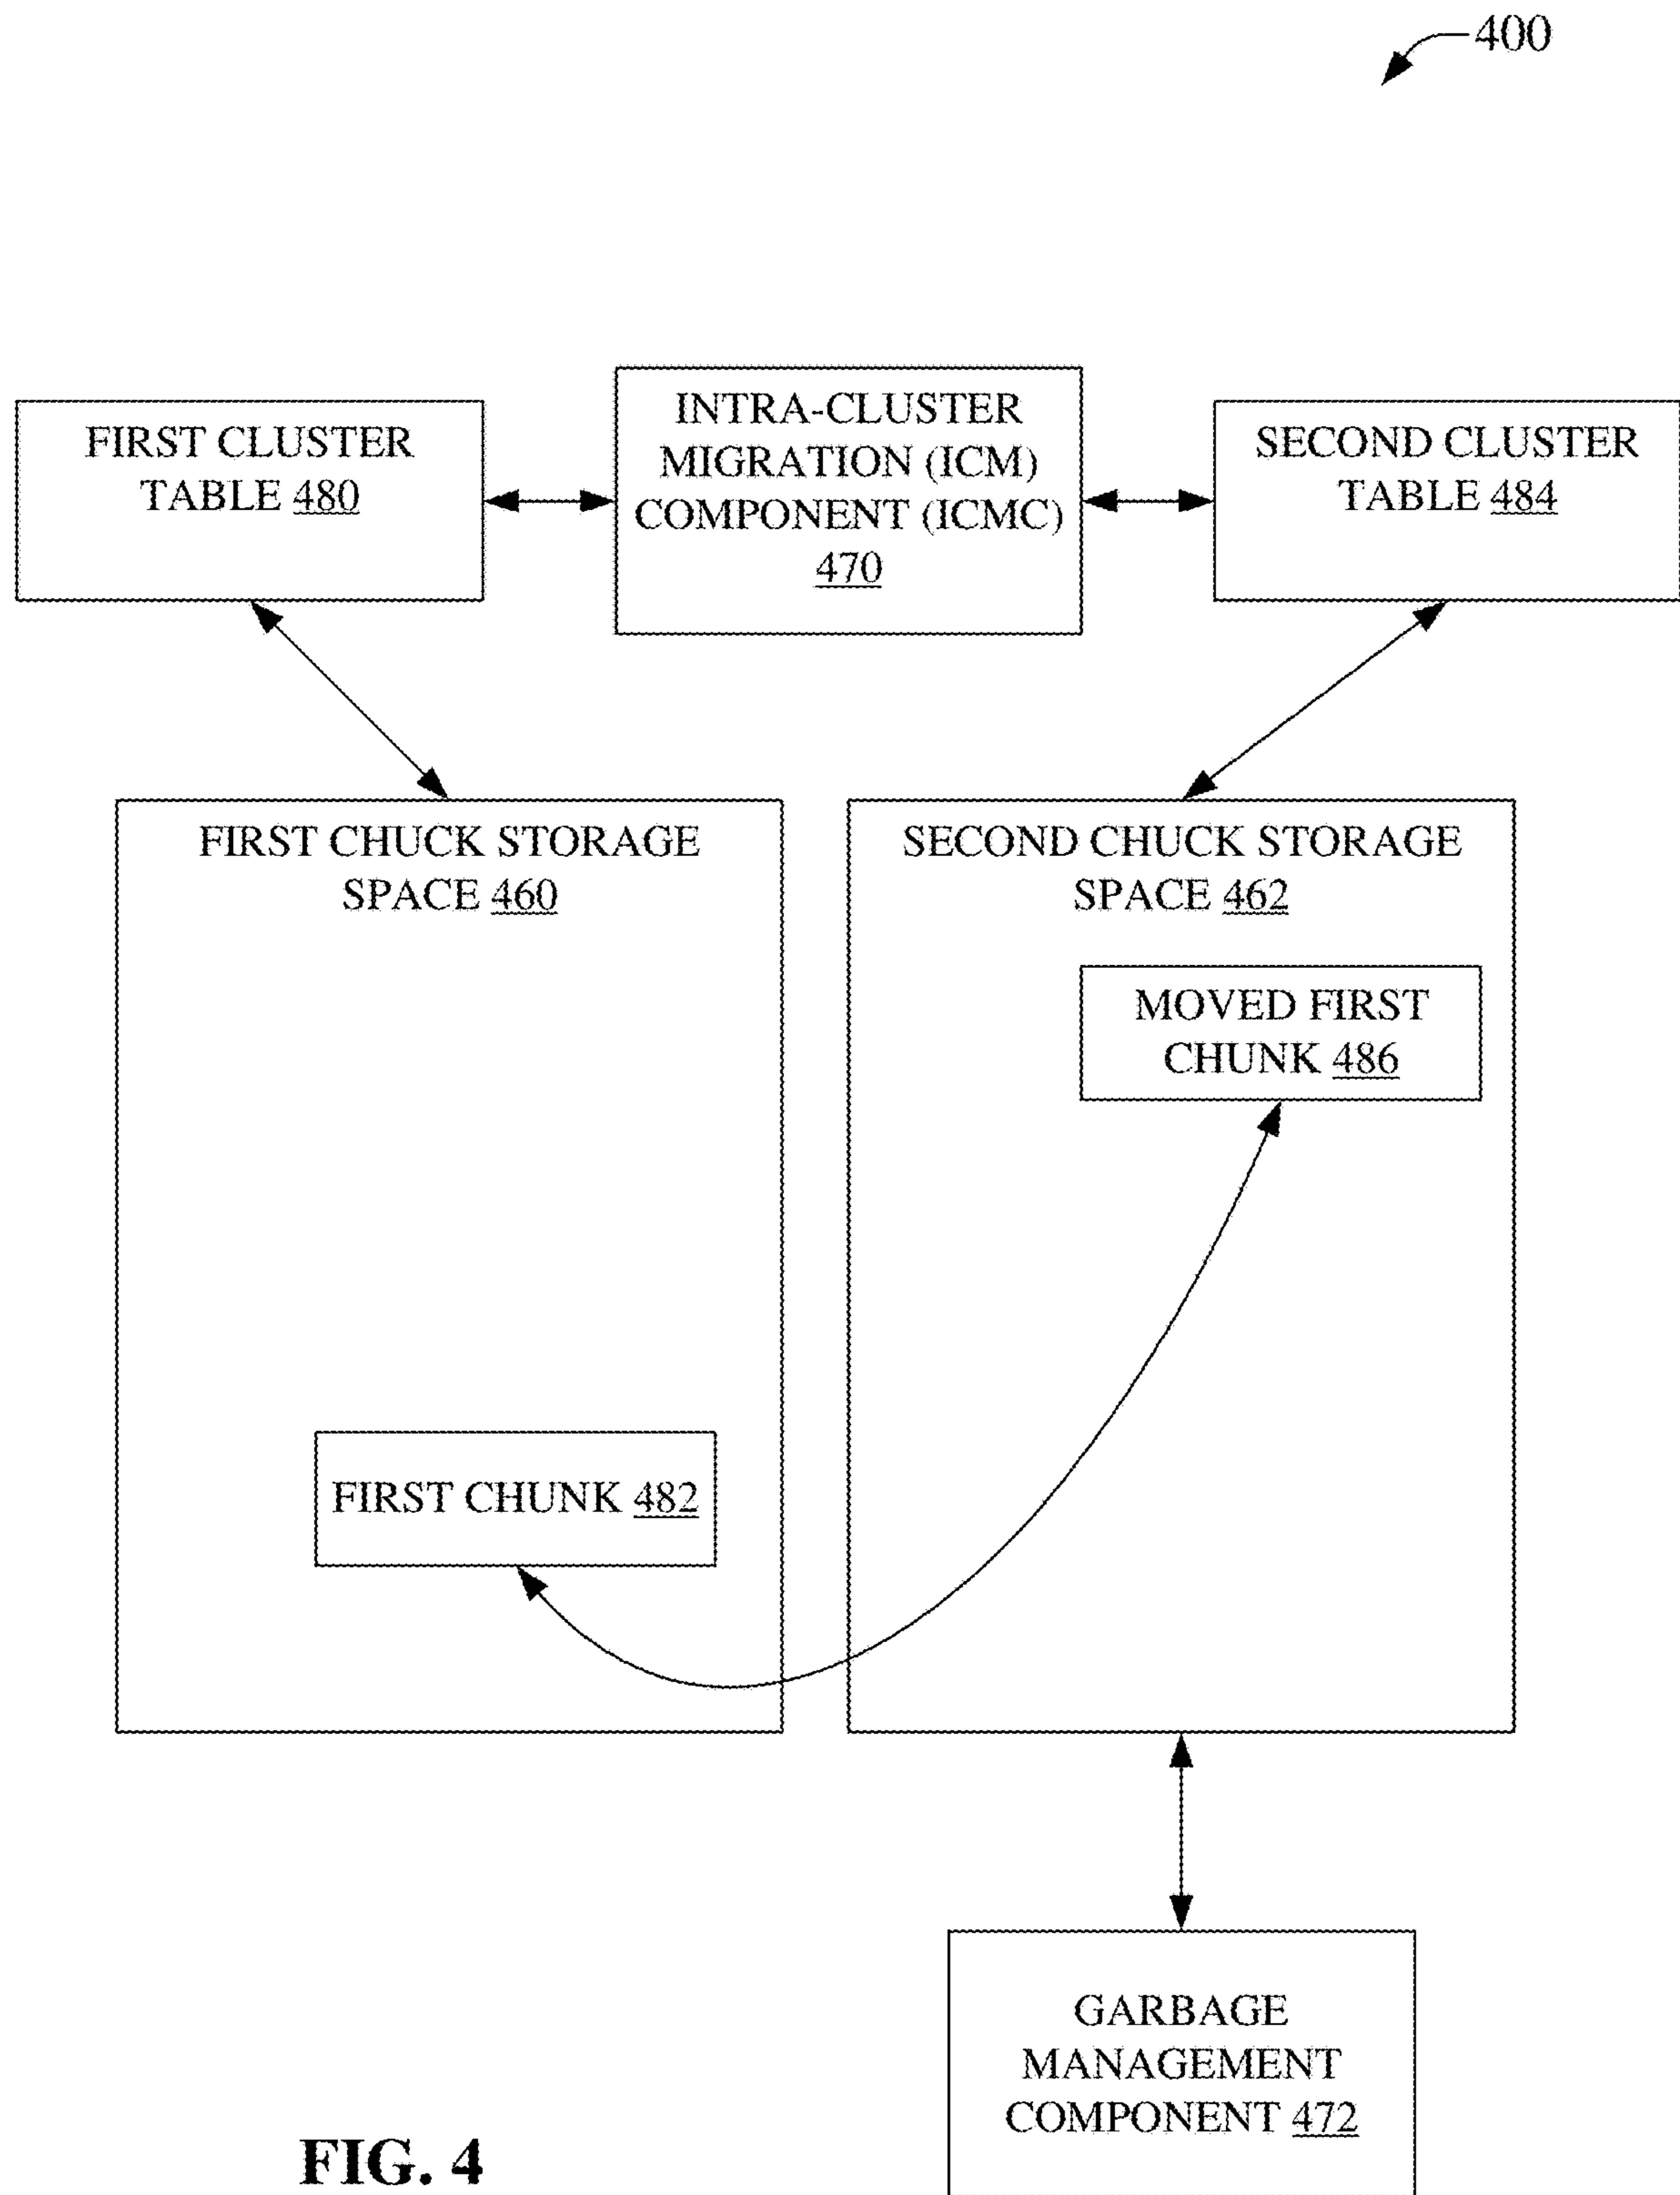 400
FIRST CLUSTER
TABLE 480
INTRA-CLUSTER
MIGRATION (ICM)
COMPONENT (ICMC)
470
SECOND CLUSTER
TABLE 484
FIRST CHUCK STORAGE
SPACE 460
SECOND CHUCK STORAGE
SPACE 462
MOVED FIRST
CHUNK 486
FIRST CHUNK 482
GARBAGE
MANAGEMENT
COMPONENT 472
FIG. 4